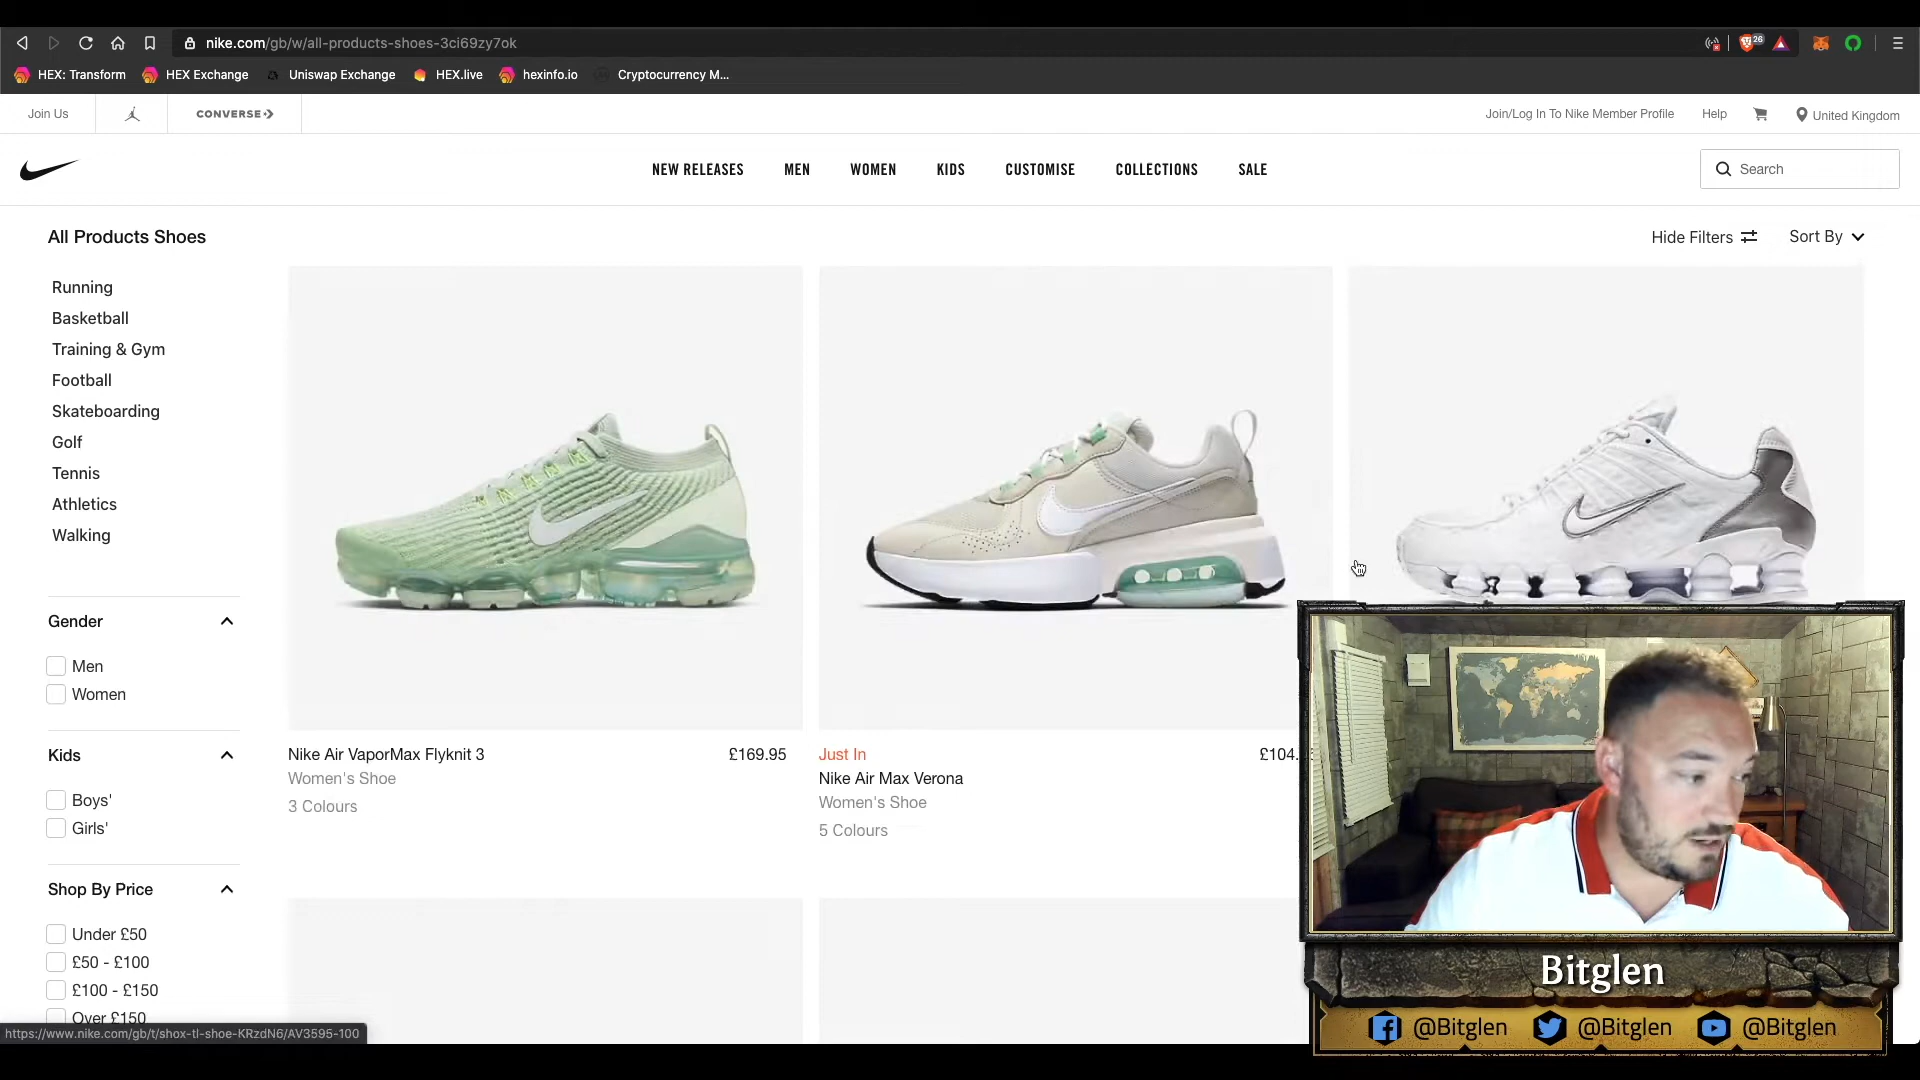 nike.com/gb/w/all-products-shoes-3ci69zy7ok
26
HEX: Transform
HEX Exchange
Uniswap Exchange
HEX.live
hexinfo.io
Cryptocurrency M...
Join Us
CONVERSE
Join/Log In To Nike Member Profile
Help
United Kingdom
NEW RELEASES
MEN
WOMEN
KIDS
CUSTOMISE
COLLECTIONS
SALE
Search
All Products Shoes
Hide Filters
Sort By
Running
Basketball
Training & Gym
Football
Skateboarding
Golf
Tennis
Athletics
Walking
Gender
Men
Women
Kids
Boys'
Girls'
Shop By Price
Under £50
£50 - £100
£100 - £150
Over £150
Nike Air VaporMax Flyknit 3
£169.95
Women's Shoe
3 Colours
Just In
£104.
Nike Air Max Verona
Women's Shoe
5 Colours
https://www.nike.com/gb/t/shox-tl-shoe-KRzdN6/AV3595-100
Bitglen
@Bitglen
@Bitglen
@Bitglen